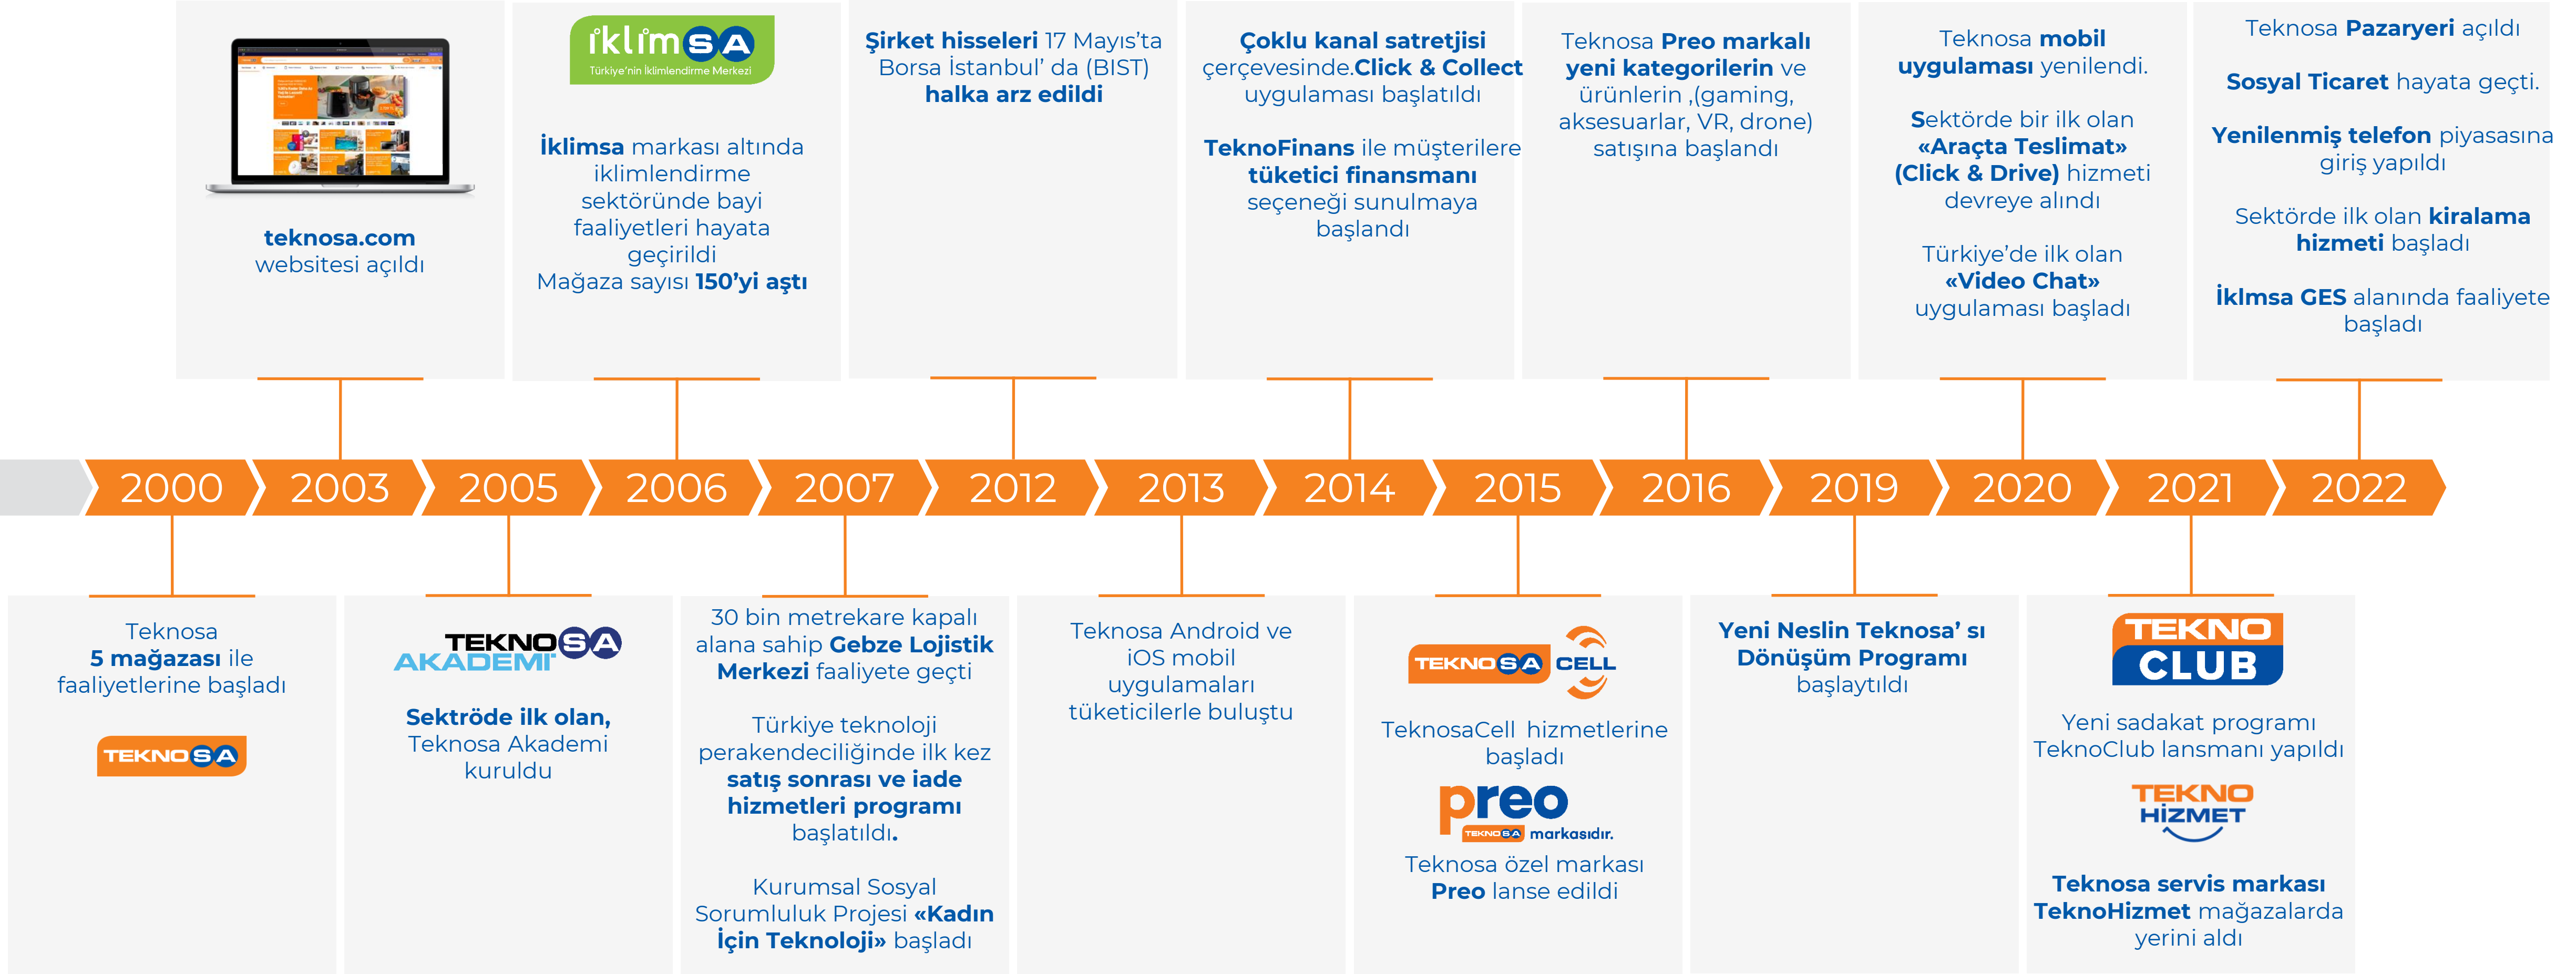 teknosa.com
websitesi açıldı
iklimSA
Türkiye'nin İklimlendirme Merkezi
İklimsa markası altında
iklimlendirme
sektöründe bayi
faaliyetleri hayata
geçirildi
Mağaza sayısı 150'yi aştı
Şirket hisseleri 17 Mayıs'ta
Borsa İstanbul' da (BIST)
halka arz edildi
Çoklu kanal satretjisi
çerçevesinde.Click & Collect
uygulaması başlatıldı
TeknoFinans ile müşterilere
tüketici finansmanı
seçeneği sunulmaya
başlandı
Teknosa Preo markalı
yeni kategorilerin ve
ürünlerin ,(gaming,
aksesuarlar, VR, drone)
satışına başlandı
Teknosa mobil
uygulaması yenilendi.
Sektörde bir ilk olan
«Araçta Teslimat»
(Click & Drive) hizmeti
devreye alındı
Türkiye'de ilk olan
«Video Chat»
uygulaması başladı
Teknosa Pazaryeri açıldı
Sosyal Ticaret hayata geçti.
Yenilenmiş telefon piyasasına
giriş yapıldı
Sektörde ilk olan kiralama
hizmeti başladı
İklmsa GES alanında faaliyete
başladı
2000 2003 2005 2006 2007 2012 2013 2014 2015 2016 2019 2020 2021 2022
Teknosa
5 mağazası ile
faaliyetlerine başladı
TEKNOSA
TEKNOSA
AKADEMİ
Sektröde ilk olan,
Teknosa Akademi
kuruldu
30 bin metrekare kapalı
alana sahip Gebze Lojistik
Merkezi faaliyete geçti
Türkiye teknoloji
perakendeciliğinde ilk kez
satış sonrası ve iade
hizmetleri programı
başlatıldı.
Kurumsal Sosyal
Sorumluluk Projesi «Kadın
İçin Teknoloji» başladı
Teknosa Android ve
iOS mobil
uygulamaları
tüketicilerle buluştu
TEKNOSA CELL
TeknosaCell hizmetlerine
başladı
preo
TEKNOSA markasıdır.
Teknosa özel markası
Preo lanse edildi
Yeni Neslin Teknosa' sı
Dönüşüm Programı
başlaytıldı
TEKNO
CLUB
Yeni sadakat programı
TeknoClub lansmanı yapıldı
TEKNO
HİZMET
Teknosa servis markası
TeknoHizmet mağazalarda
yerini aldı